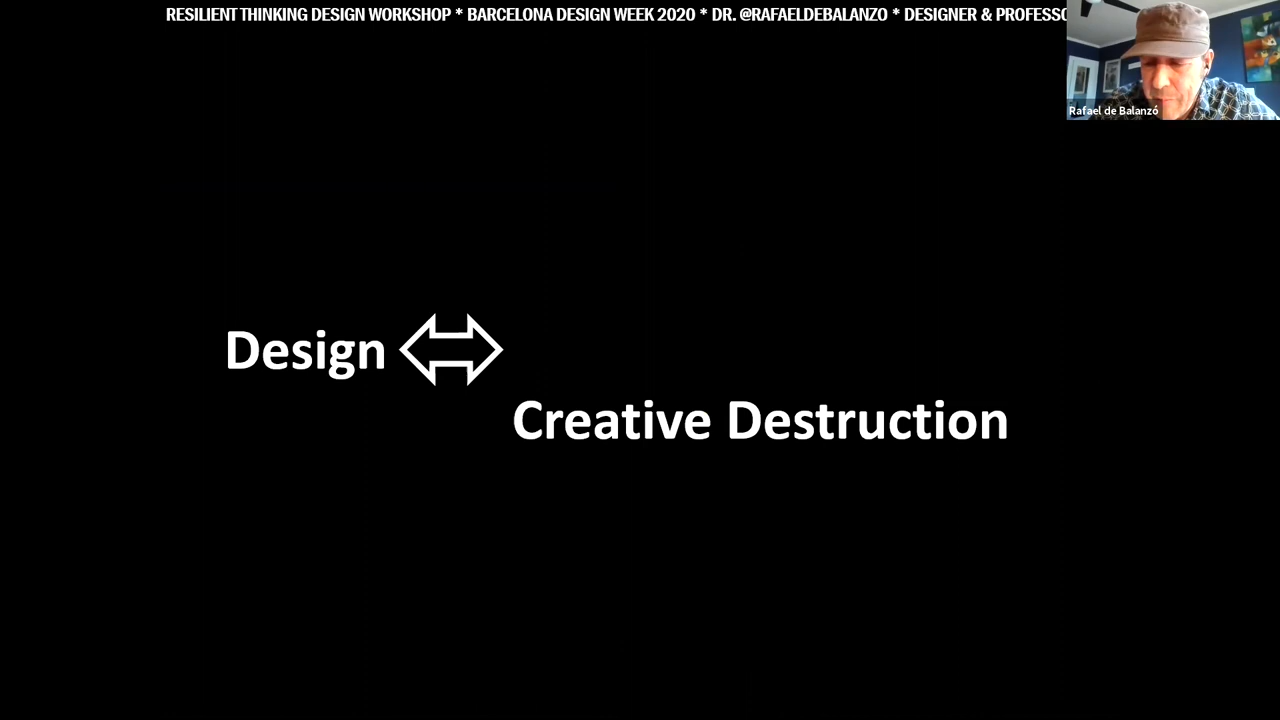 RESILIENT THINKING DESIGN WORKSHOP * BARCELONA DESIGN WEEK 2020 * DR. @RAFAELDEBALANZO * DESIGNER & PROFESSO
Rafael de Balanzó
Design
Creative Destruction